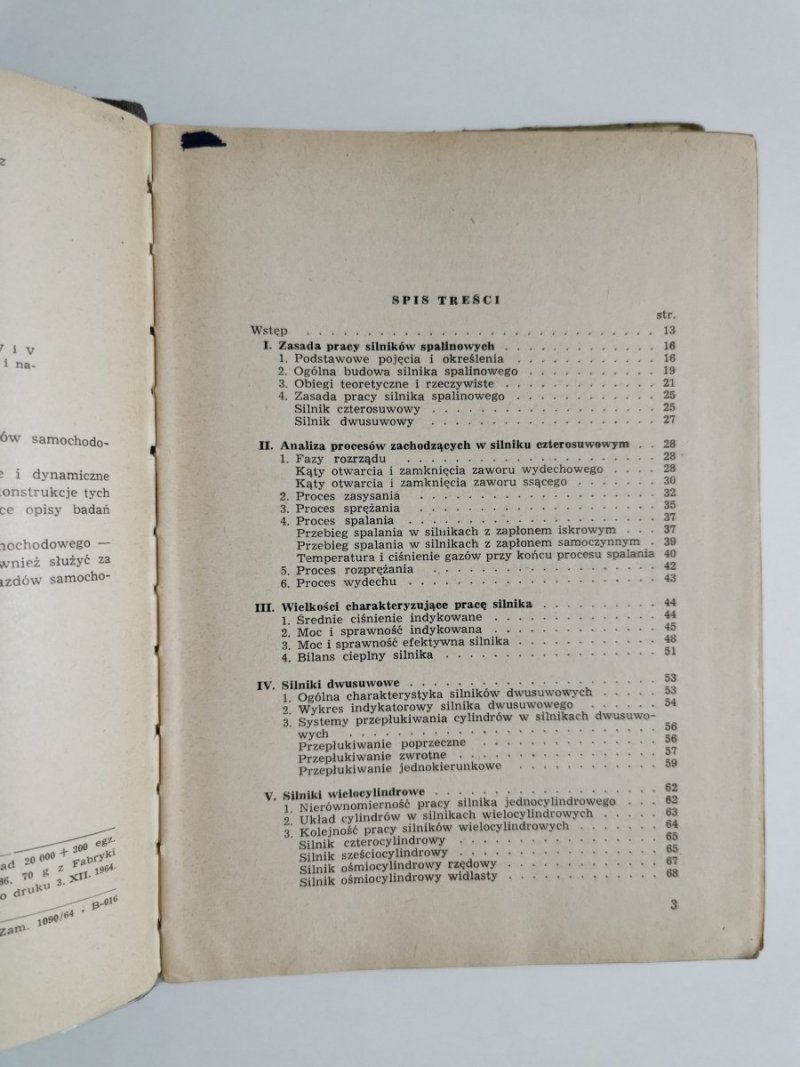 z
V i V
i na-
ów samochodo-
e i dynamiczne
konstrukcje tych
ce opisy badań
mochodowego —
wnież służyć za
azdów samocho-
ad 20 000 + 200 egz.
86. 70 g z Fabryki
o druku 3. XII. 1964.
Zam. 1090/64 · B-016
SPIS TREŚCI
str.
Wstęp . . . . . . . . . . 13
I. Zasada pracy silników spalinowych . . . . . . . . . . 16
1. Podstawowe pojęcia i określenia . . . . . . . . . . 16
2. Ogólna budowa silnika spalinowego . . . . . . . . . . 19
3. Obiegi teoretyczne i rzeczywiste . . . . . . . . . . 21
4. Zasada pracy silnika spalinowego . . . . . . . . . . 25
Silnik czterosuwowy . . . . . . . . . . 25
Silnik dwusuwowy . . . . . . . . . . 27
II. Analiza procesów zachodzących w silniku czterosuwowym . . 28
1. Fazy rozrządu . . . . . . . . . . 28
Kąty otwarcia i zamknięcia zaworu wydechowego . . . . 28
Kąty otwarcia i zamknięcia zaworu ssącego . . . . . . . 30
2. Proces zasysania . . . . . . . . . . 32
3. Proces sprężania . . . . . . . . . . 35
4. Proces spalania . . . . . . . . . . 37
Przebieg spalania w silnikach z zapłonem iskrowym . . . 37
Przebieg spalania w silnikach z zapłonem samoczynnym . 39
Temperatura i ciśnienie gazów przy końcu procesu spalania 40
5. Proces rozprężania . . . . . . . . . . 42
6. Proces wydechu . . . . . . . . . . 43
III. Wielkości charakteryzujące pracę silnika . . . . . . . . . . 44
1. Średnie ciśnienie indykowane . . . . . . . . . . 44
2. Moc i sprawność indykowana . . . . . . . . . . 45
3. Moc i sprawność efektywna silnika . . . . . . . . . . 48
4. Bilans cieplny silnika . . . . . . . . . . 51
IV. Silniki dwusuwowe . . . . . . . . . . 53
1. Ogólna charakterystyka silników dwusuwowych . . . . . 53
2. Wykres indykatorowy silnika dwusuwowego . . . . . . 54
3. Systemy przepłukiwania cylindrów w silnikach dwusuwo-
wych . . . . . . . . . . 56
Przepłukiwanie poprzeczne . . . . . . . . . . 56
Przepłukiwanie zwrotne . . . . . . . . . . 57
Przepłukiwanie jednokierunkowe . . . . . . . . . . 59
V. Silniki wielocylindrowe . . . . . . . . . . 62
1. Nierównomierność pracy silnika jednocylindrowego . . . 62
2. Układ cylindrów w silnikach wielocylindrowych . . . . . 63
3. Kolejność pracy silników wielocylindrowych . . . . . . . 64
Silnik czterocylindrowy . . . . . . . . . . 65
Silnik sześciocylindrowy . . . . . . . . . . 65
Silnik ośmiocylindrowy rzędowy . . . . . . . . . . 67
Silnik ośmiocylindrowy widlasty . . . . . . . . . . 68
3